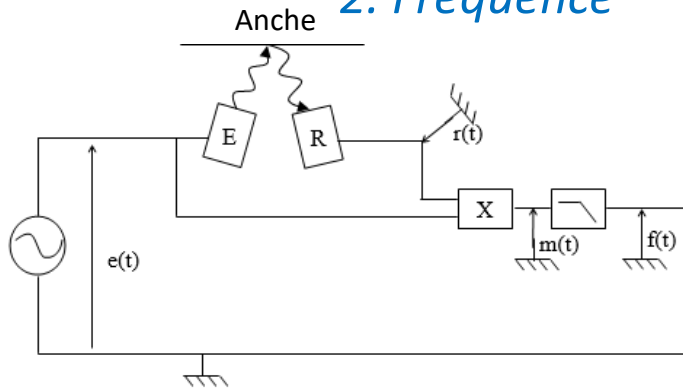 2. Fréquence
Anche
E
R
r(t)
X
e(t)
m(t)
f(t)